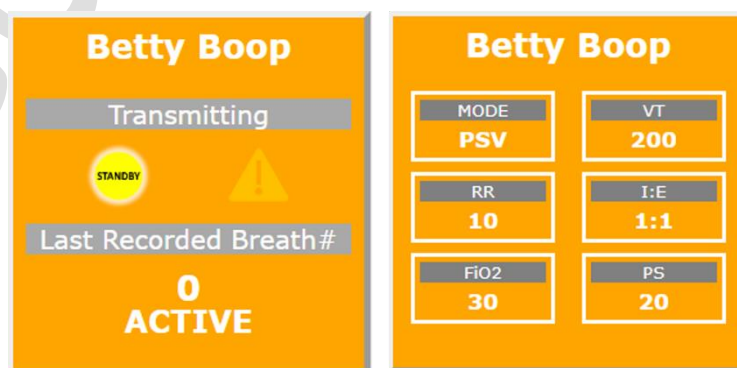 Betty Boop
Transmitting
STANDBY
Last Recorded Breath#
0
ACTIVE
Betty Boop
MODE
PSV
VT
200
RR
10
I:E
1:1
FiO2
30
PS
20